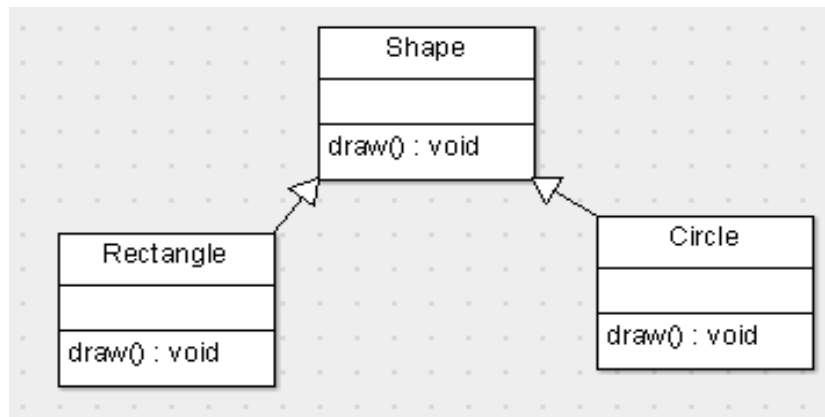 Shape
draw() : void
Rectangle
draw() : void
Circle
draw() : void